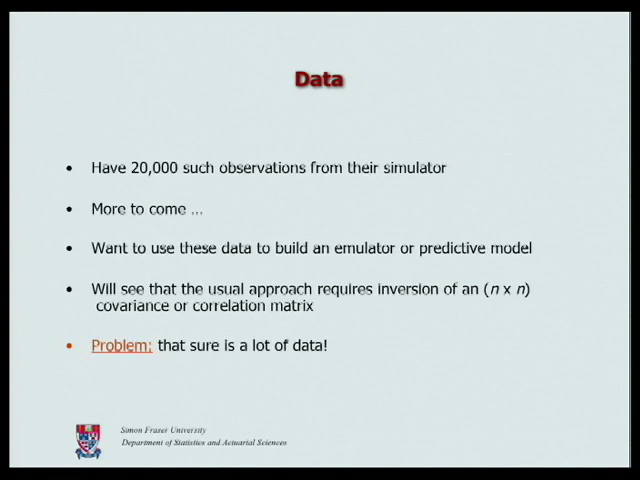 Data
• Have 20,000 such observations from their simulator
• More to come ...
• Want to use these data to build an emulator or predictive model
• Will see that the usual approach requires inversion of an (n x n)
covariance or correlation matrix
• Problem: that sure is a lot of data!
Simon Fraser University
Department of Statistics and Actuarial Sciences